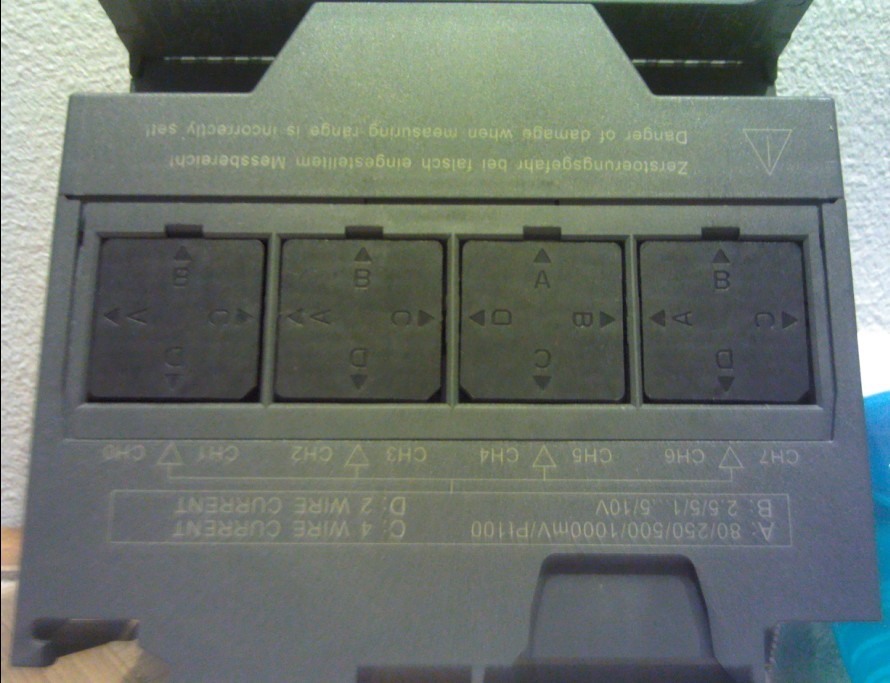 A: 80/250/500/1000mV/Pt100 C: 4 WIRE CURRENT
B: 2.5/5/1...5/10V D: 2 WIRE CURRENT
CH7 CH6 CH5 CH4 CH3 CH2 CH1 CH0
D C D D
C A B D C A C A
B A B B
Zerstoerungsgefahr bei falsch eingestelltem Messbereich!
Danger of damage when measuring range is incorrectly set!